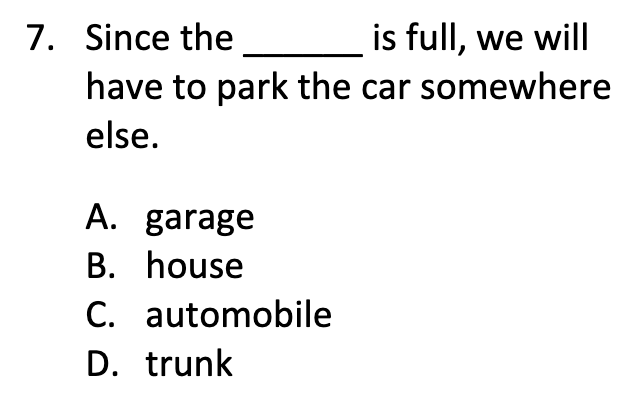 7. Since the ______ is full, we will
have to park the car somewhere
else.
A. garage
B. house
C. automobile
D. trunk